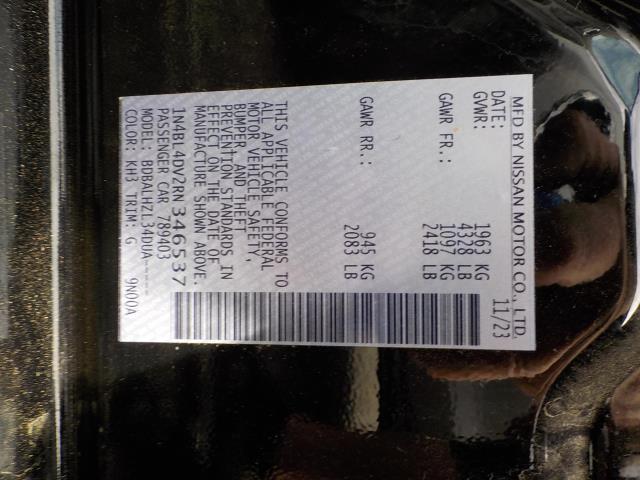 MFD BY NISSAN MOTOR CO., LTD.
DATE: 11/23
GVWR: 1963 KG
4328 LB
GAWR FR.: 1097 KG
2418 LB
GAWR RR.: 945 KG
2083 LB
THIS VEHICLE CONFORMS TO
ALL APPLICABLE FEDERAL
MOTOR VEHICLE SAFETY,
BUMPER, AND THEFT
PREVENTION STANDARDS IN
EFFECT ON THE DATE OF
MANUFACTURE SHOWN ABOVE.
1N4BL4DV2RN346537
PASSENGER CAR 789403
MODEL: BDBALHZL34DUA-----
COLOR: KH3 TRIM: G 9N00A